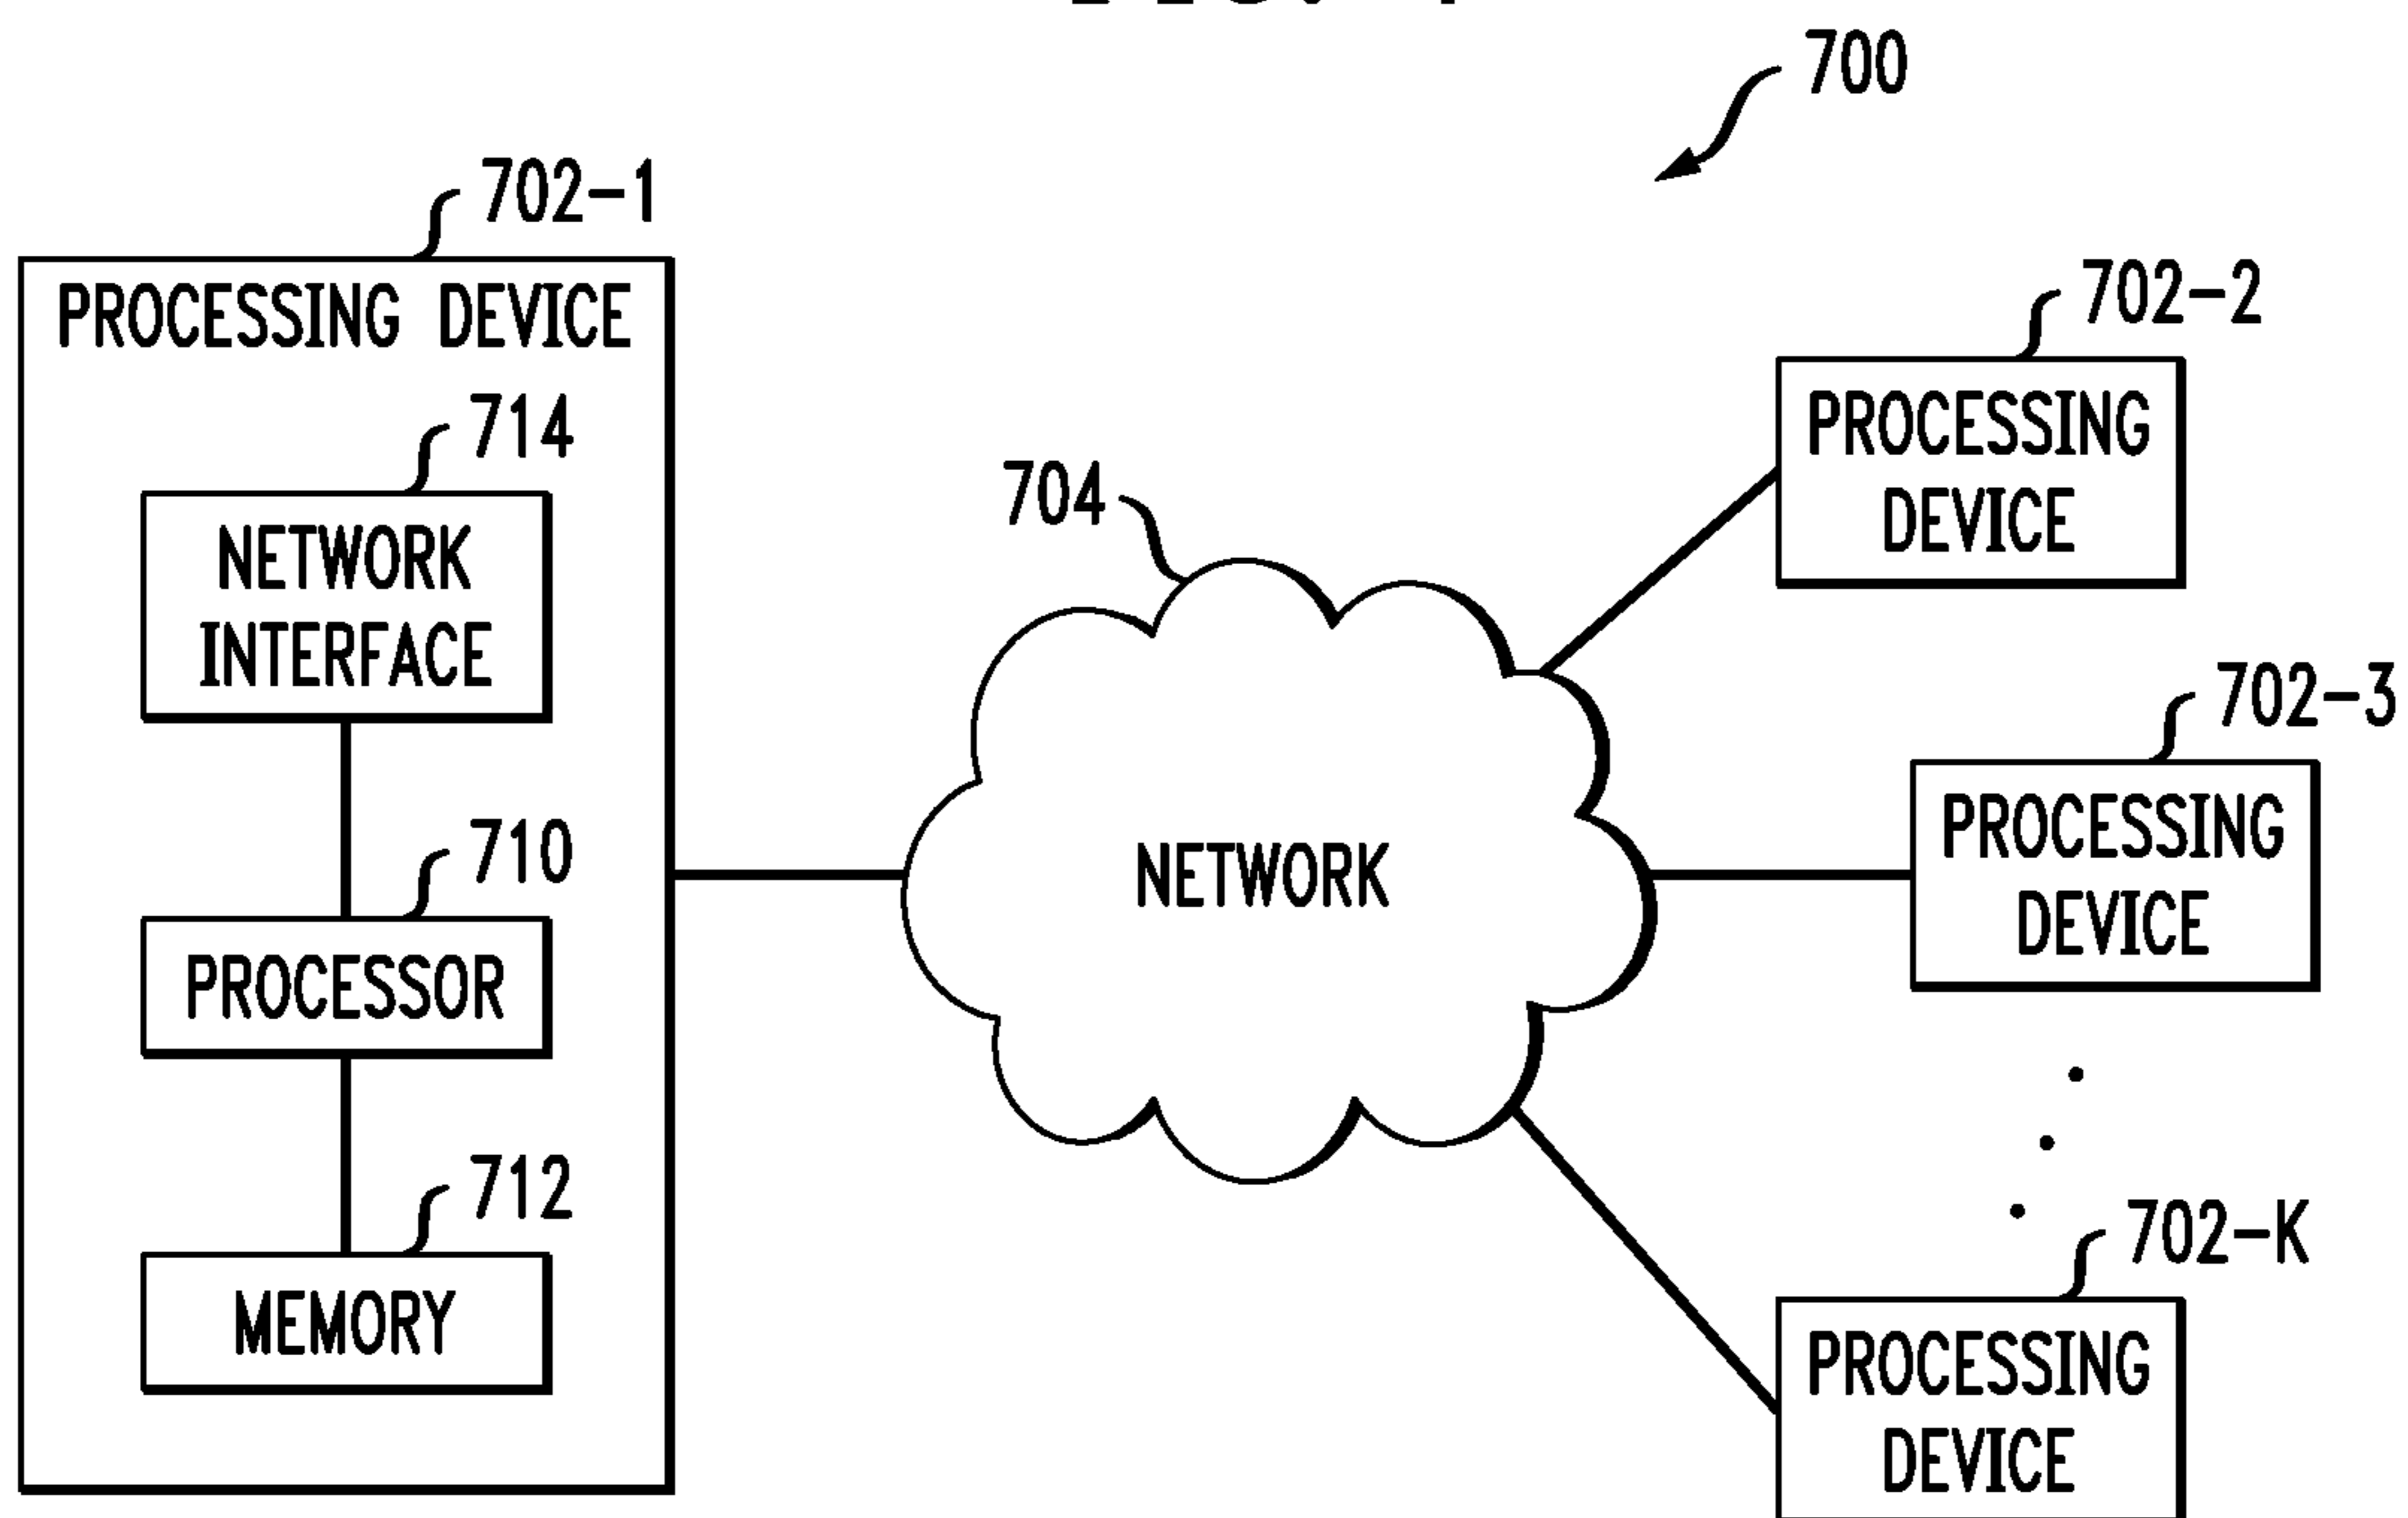 700
702-1
PROCESSING DEVICE
714
NETWORK
INTERFACE
710
PROCESSOR
712
MEMORY
704
NETWORK
702-2
PROCESSING
DEVICE
702-3
PROCESSING
DEVICE
702-K
PROCESSING
DEVICE